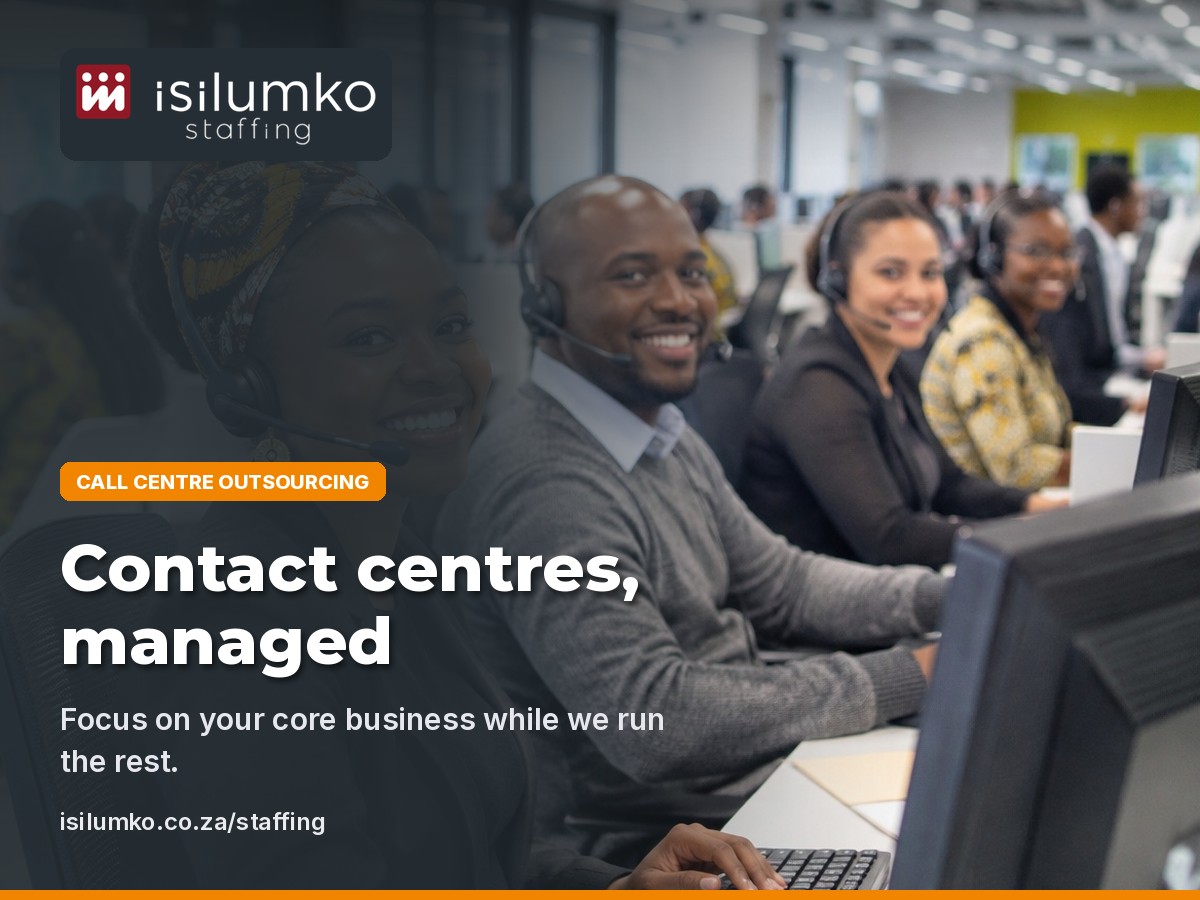 isilumko
staffing
CALL CENTRE OUTSOURCING
Contact centres,
managed
Focus on your core business while we run
the rest.
isilumko.co.za/staffing